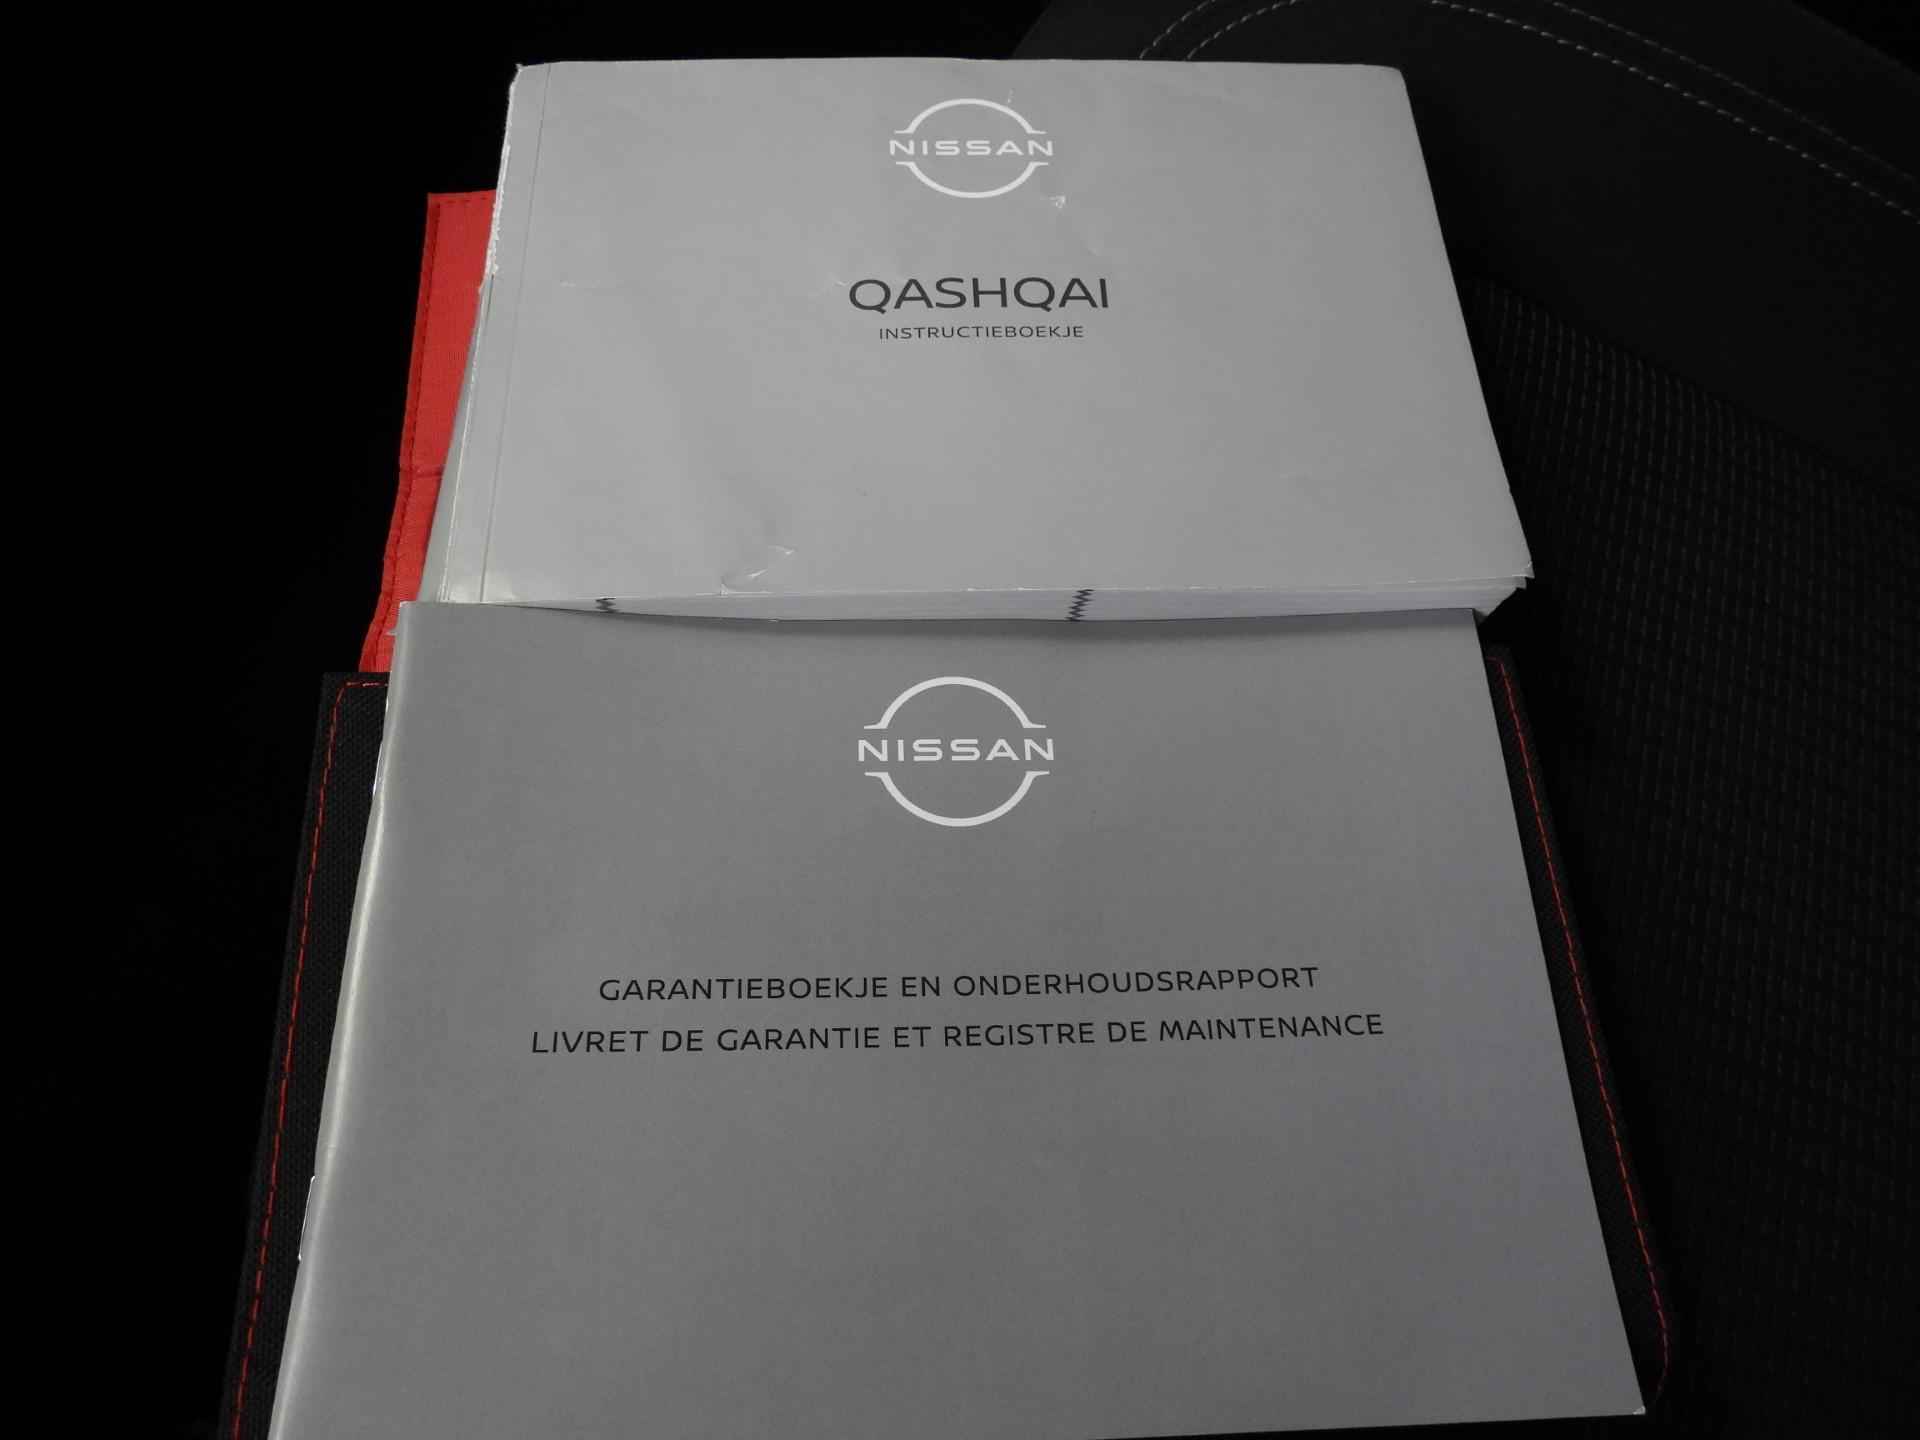 NISSAN
QASHQAI
INSTRUCTIEBOEKJE
NISSAN
GARANTIEBOEKJE EN ONDERHOUDSRAPPORT
LIVRET DE GARANTIE ET REGISTRE DE MAINTENANCE